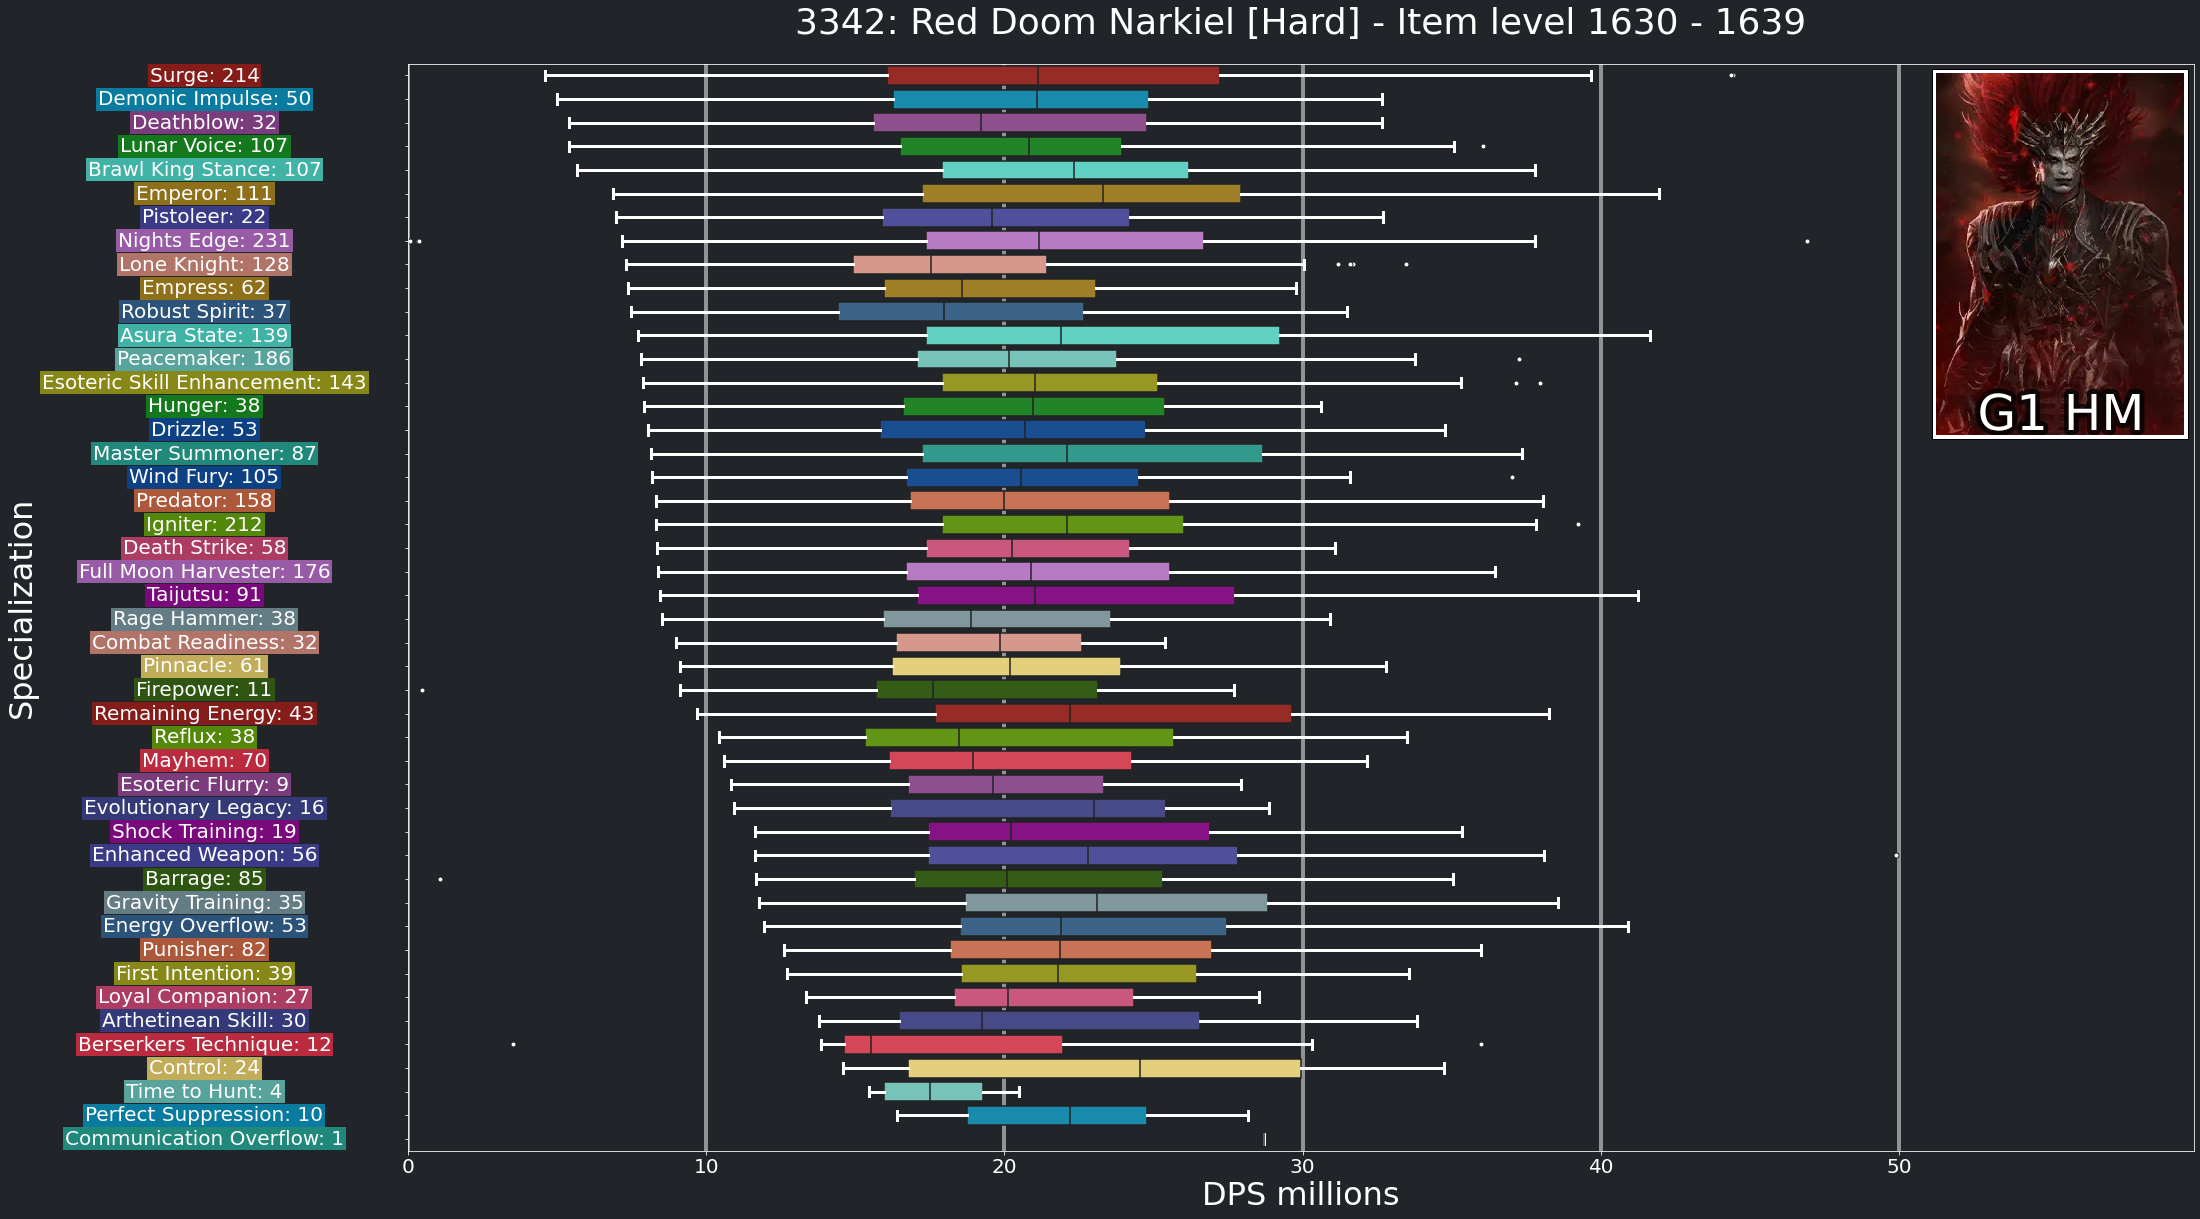 3342: Red Doom Narkiel [Hard] - Item level 1630 - 1639
Surge: 214
Demonic Impulse: 50
Deathblow: 32
Lunar Voice: 107
Brawl King Stance: 107
Emperor: 111
Pistoleer: 22
Nights Edge: 231
Lone Knight: 128
Empress: 62
Robust Spirit: 37
Asura State: 139
Peacemaker: 186
Esoteric Skill Enhancement: 143
Hunger: 38
Drizzle: 53
Master Summoner: 87
Wind Fury: 105
Predator: 158
Igniter: 212
Death Strike: 58
Full Moon Harvester: 176
Taijutsu: 91
Rage Hammer: 38
Combat Readiness: 32
Pinnacle: 61
Firepower: 11
Remaining Energy: 43
Reflux: 38
Mayhem: 70
Esoteric Flurry: 9
Evolutionary Legacy: 16
Shock Training: 19
Enhanced Weapon: 56
Barrage: 85
Gravity Training: 35
Energy Overflow: 53
Punisher: 82
First Intention: 39
Loyal Companion: 27
Arthetinean Skill: 30
Berserkers Technique: 12
Control: 24
Time to Hunt: 4
Perfect Suppression: 10
Communication Overflow: 1
Specialization
G1 HM
0 10 20 30 40 50
DPS millions